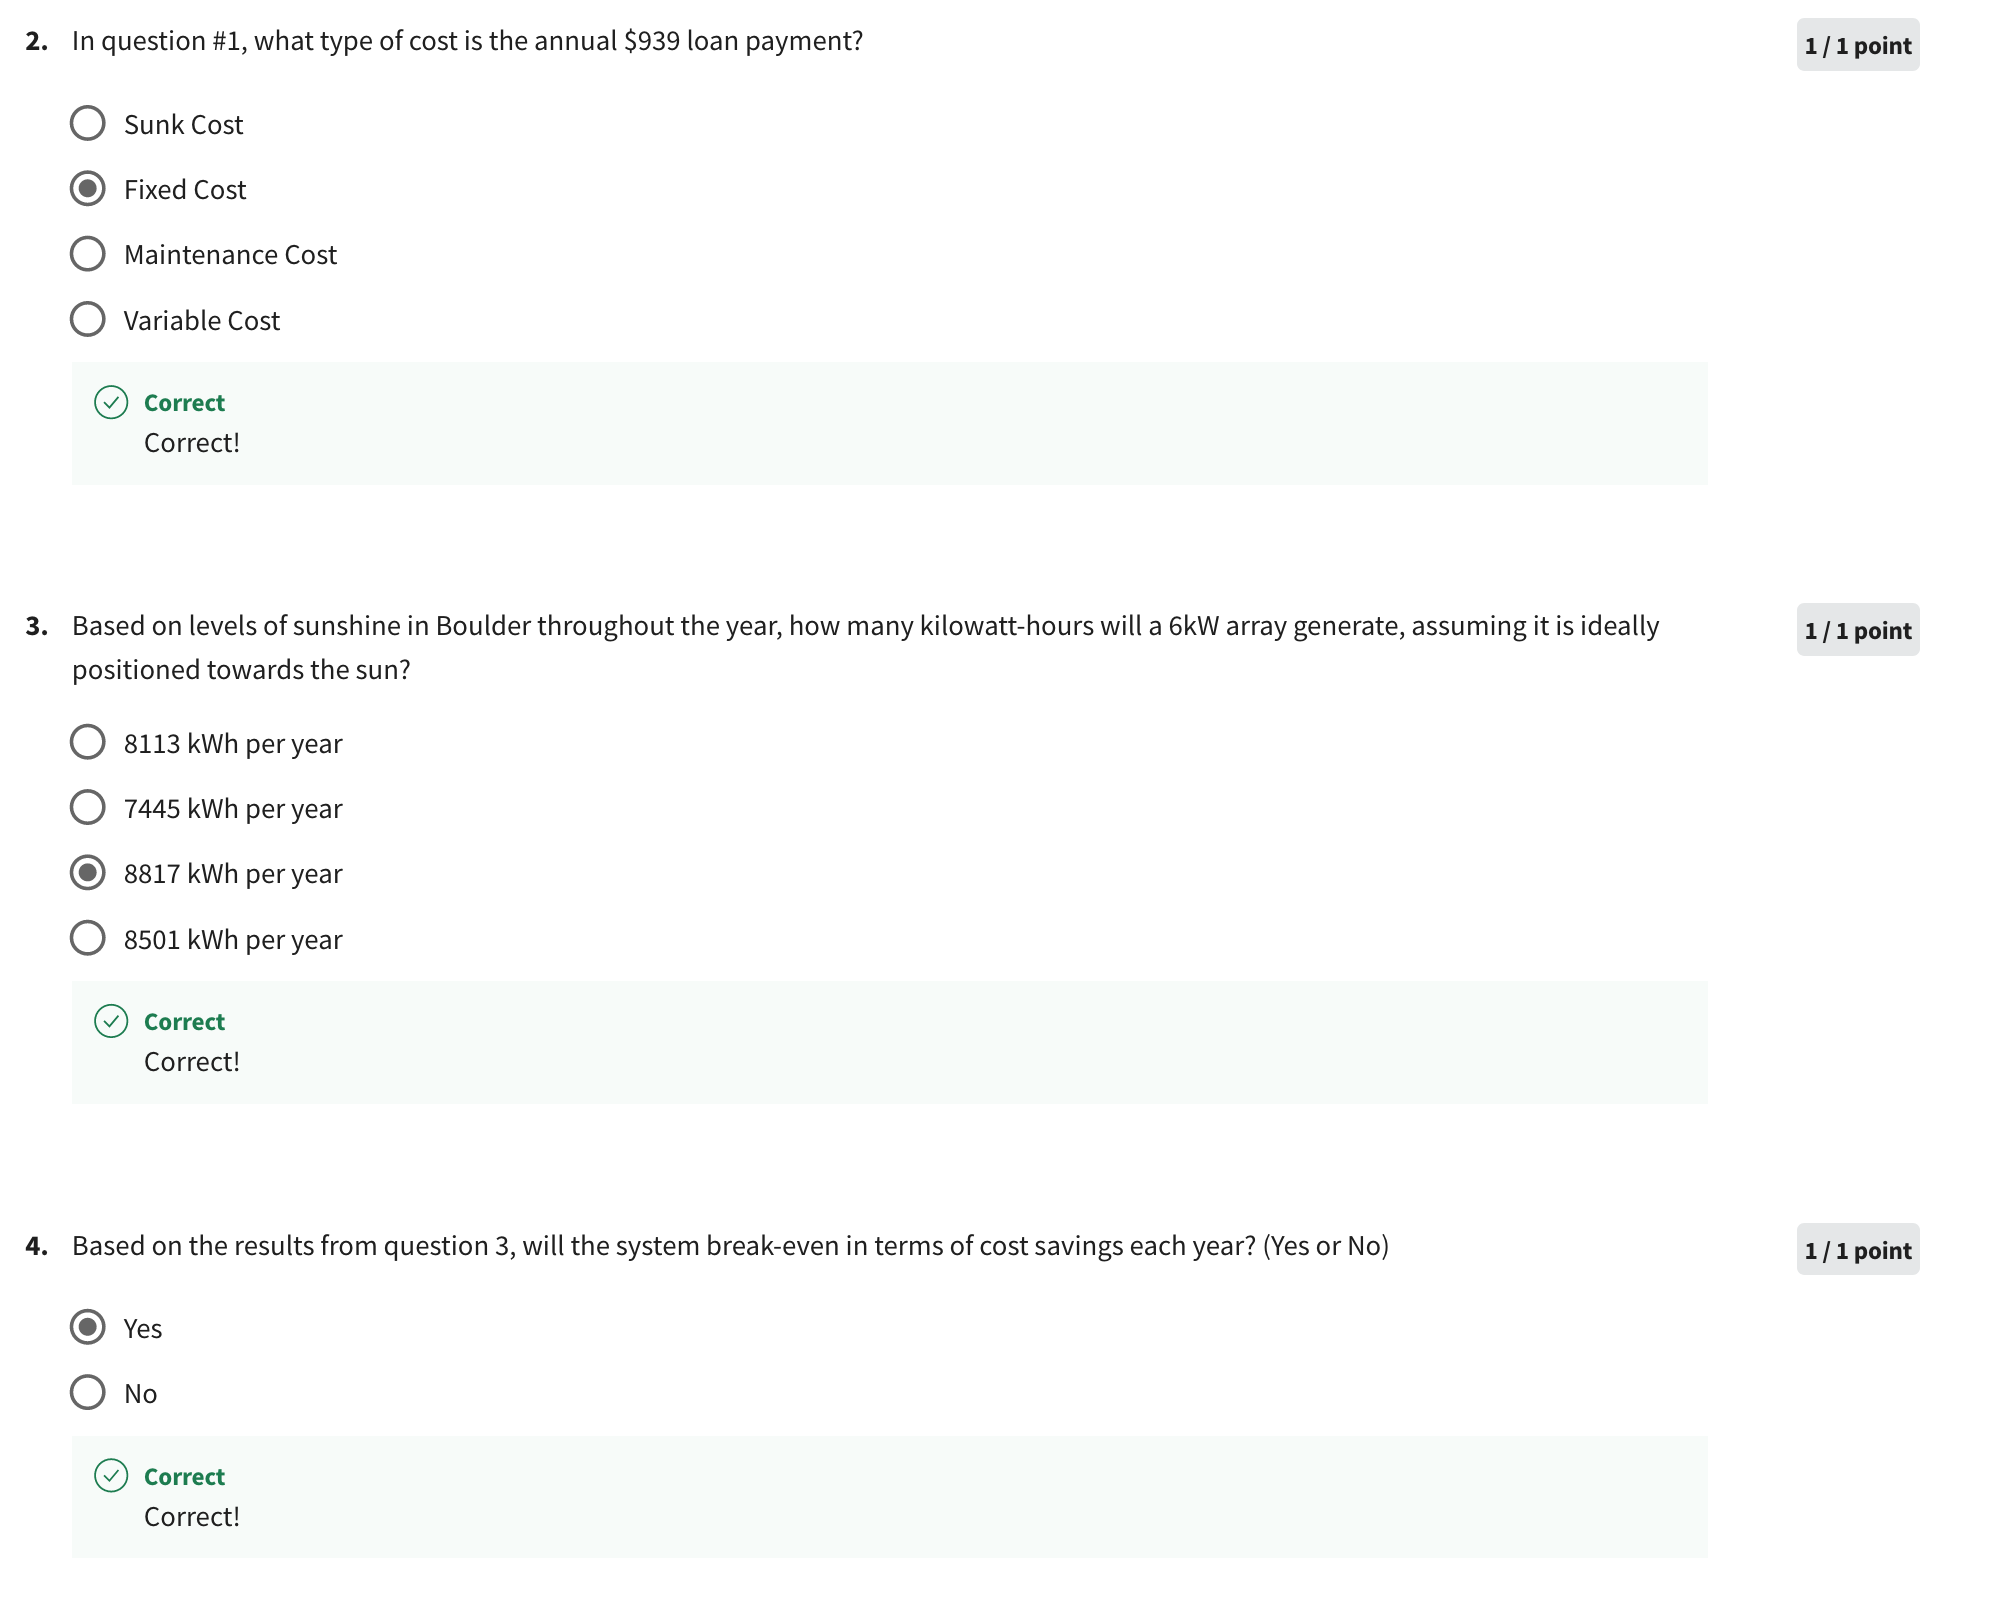 2. In question #1, what type of cost is the annual $939 loan payment?
1 / 1 point
Sunk Cost
Fixed Cost
Maintenance Cost
Variable Cost
Correct
Correct!
3. Based on levels of sunshine in Boulder throughout the year, how many kilowatt-hours will a 6kW array generate, assuming it is ideally
positioned towards the sun?
1 / 1 point
8113 kWh per year
7445 kWh per year
8817 kWh per year
8501 kWh per year
Correct
Correct!
4. Based on the results from question 3, will the system break-even in terms of cost savings each year? (Yes or No)
1 / 1 point
Yes
No
Correct
Correct!